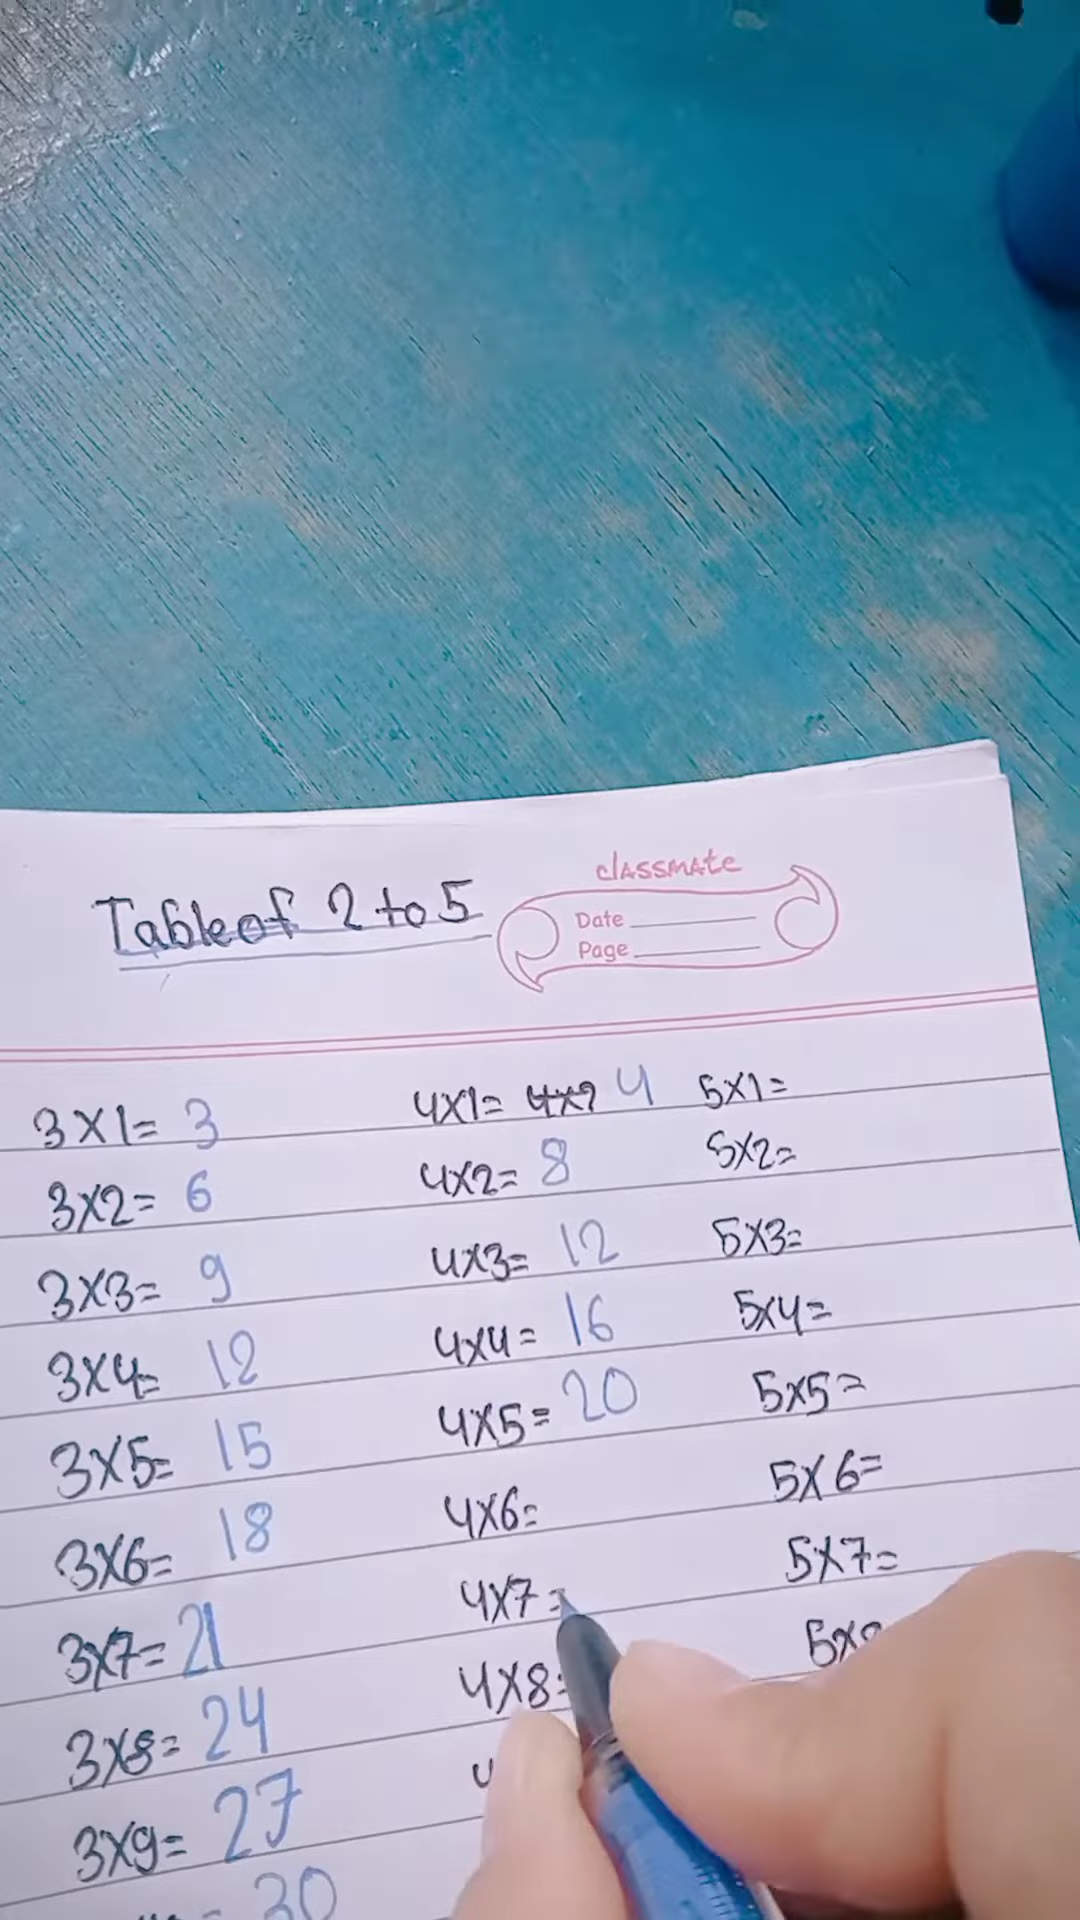 classmate
Table of 2 to 5
Date
Page
3x1= 3
3x2= 6
3x3= 9
3x4= 12
3x5= 15
3x6= 18
3x7= 21
3x8= 24
3x9= 27
30
4x1= 4x2 4
4x2= 8
4x3= 12
4x4= 16
4x5= 20
4x6=
4x7=
4x8=
5x1=
5x2=
5x3=
5x4=
5x5=
5x6=
5x7=